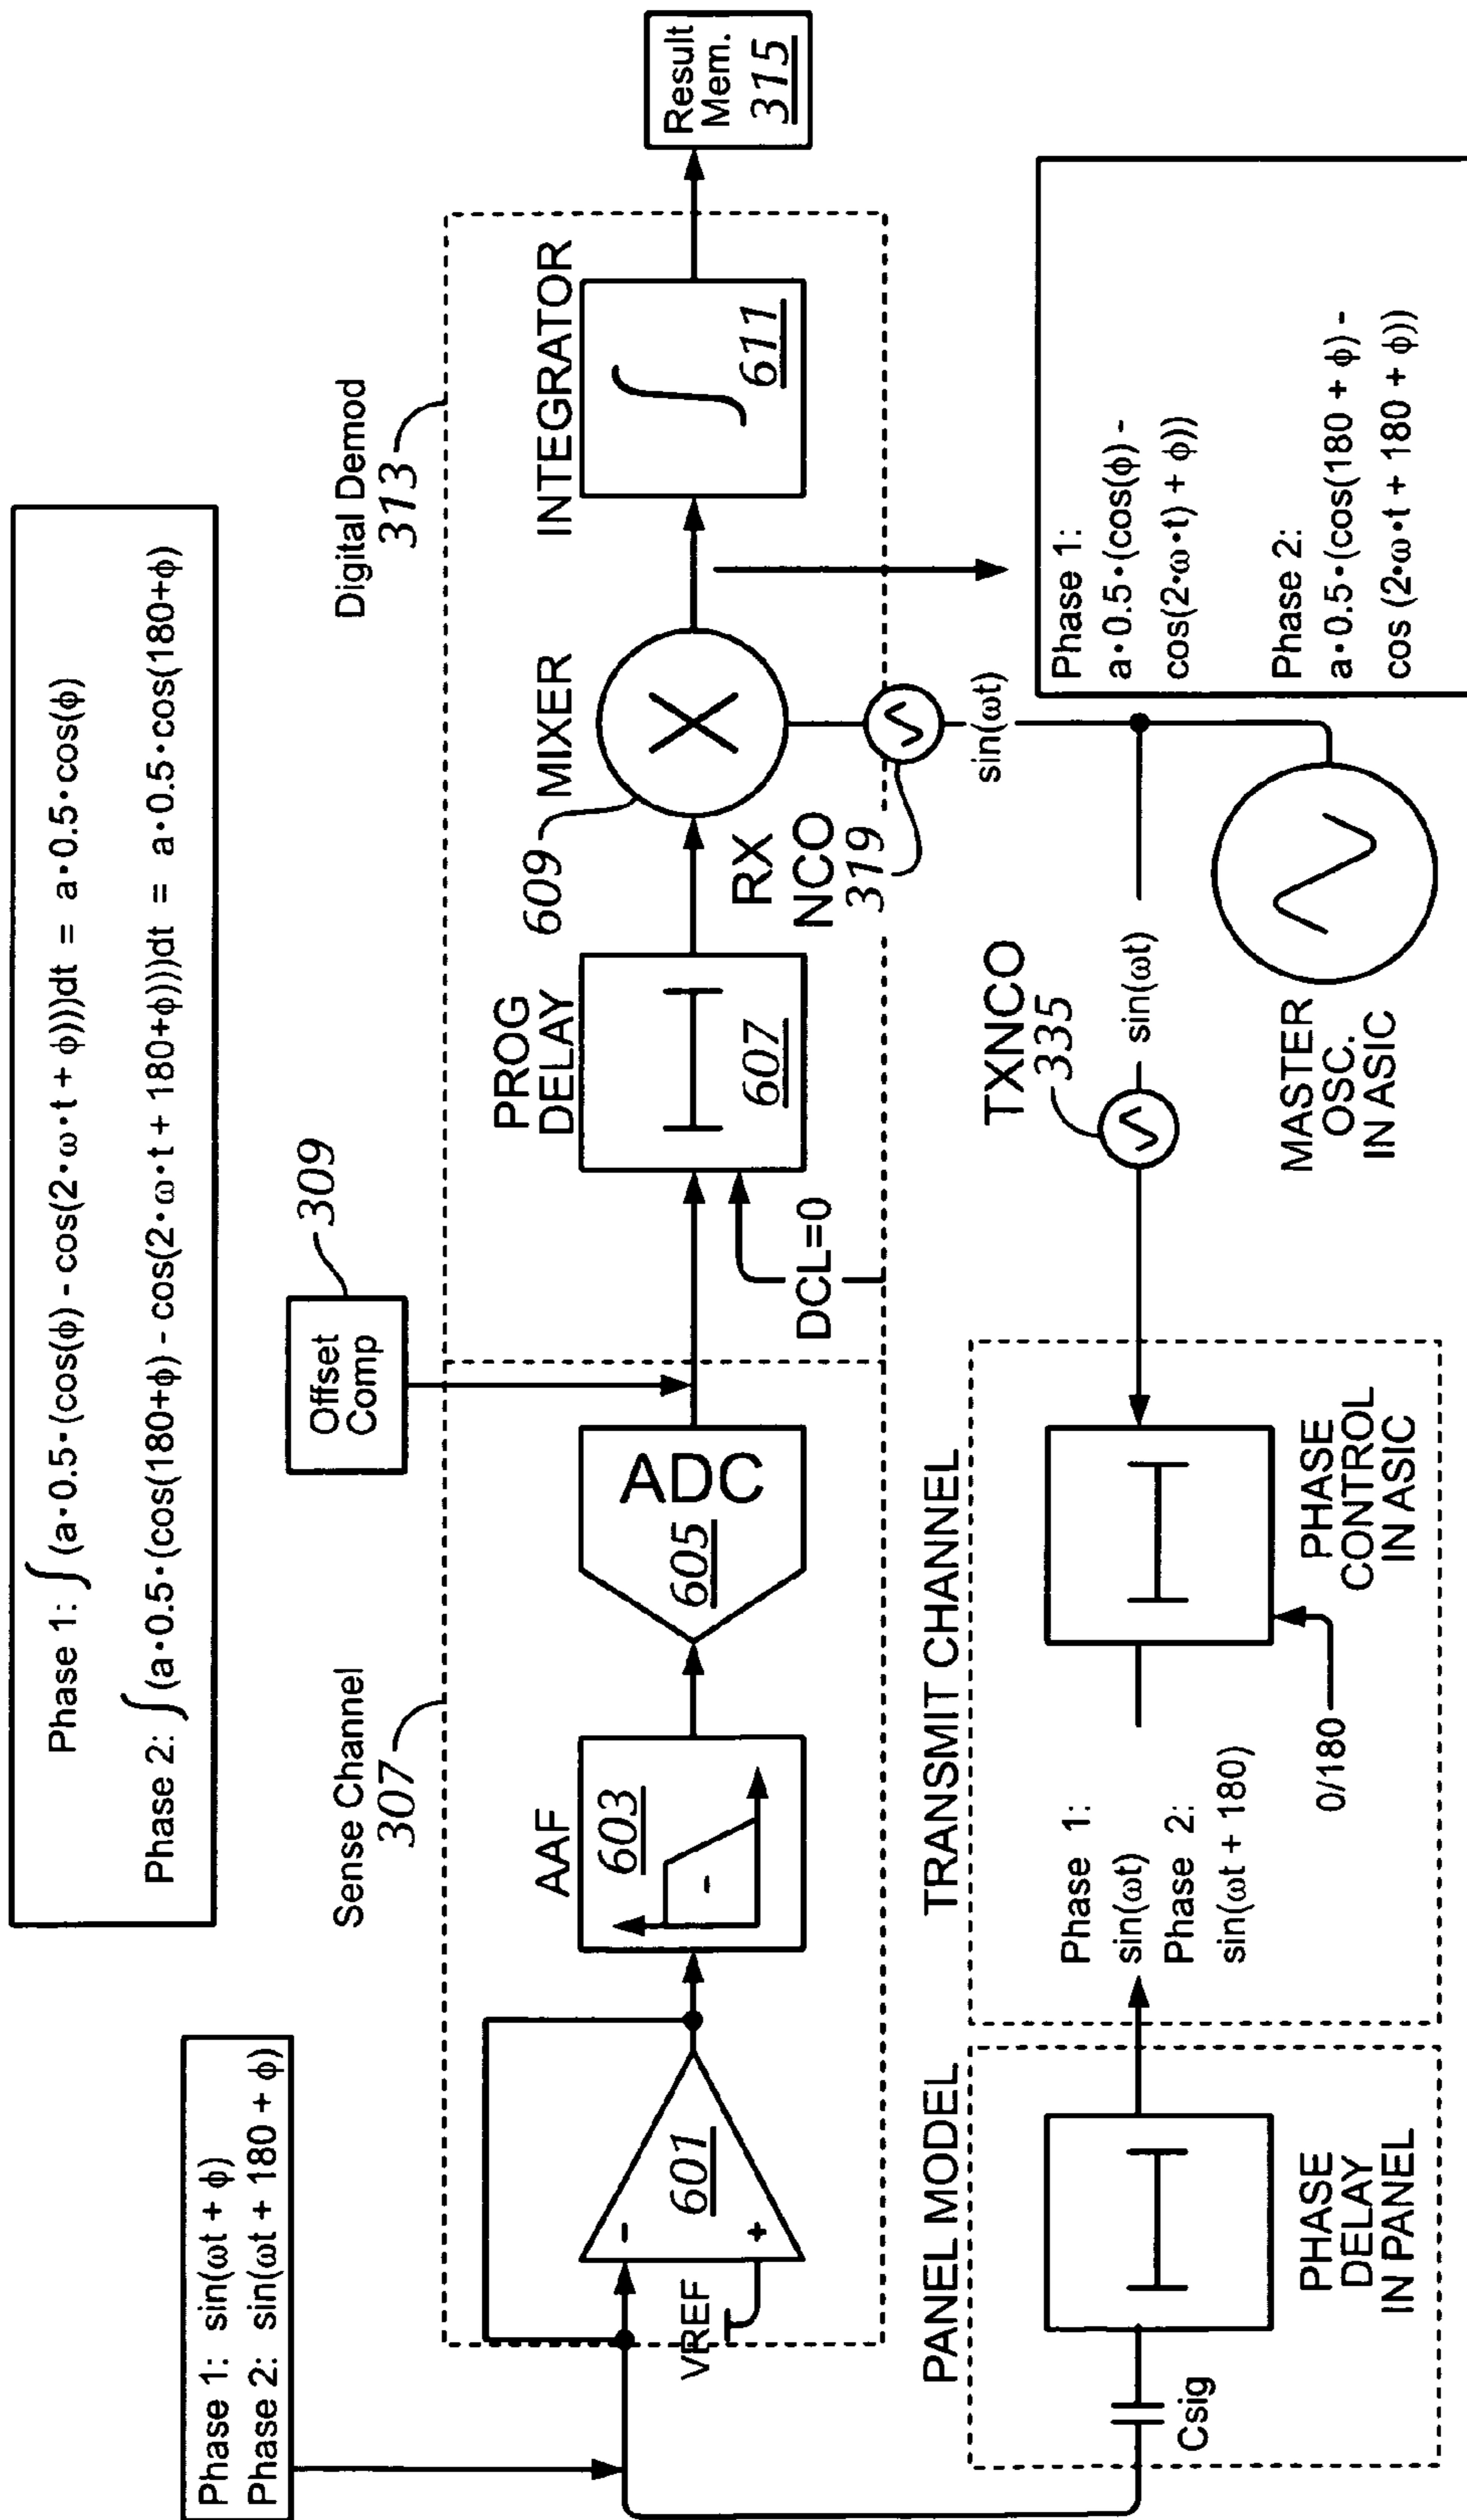 Phase 1: ∫(a·0.5·(cos(ϕ) - cos(2·ω·t + ϕ)))dt = a·0.5·cos(ϕ)
Phase 2: ∫(a·0.5·(cos(180+ϕ) - cos(2·ω·t + 180+ϕ)))dt = a·0.5·cos(180+ϕ)
Phase 1: sin(ωt + ϕ)
Phase 2: sin(ωt + 180 + ϕ)
Sense Channel
307
Offset
Comp
309
Digital Demod
313
VREF
-
+
601
AAF
603
-
ADC
605
PROG
DELAY
607
DCL=0
MIXER
609
RX
NCO
319
INTEGRATOR
∫
611
Result
Mem.
315
sin(ωt)
PANEL MODEL
Csig
PHASE
DELAY
IN PANEL
TRANSMIT CHANNEL
Phase 1:
sin(ωt)
Phase 2:
sin(ωt + 180)
0/180
PHASE
CONTROL
IN ASIC
TXNCO
335
sin(ωt)
MASTER
OSC.
IN ASIC
Phase 1:
a·0.5·(cos(ϕ) -
cos(2·ω·t) + ϕ))
Phase 2:
a·0.5·(cos(180 + ϕ) -
cos (2·ω·t + 180 + ϕ))